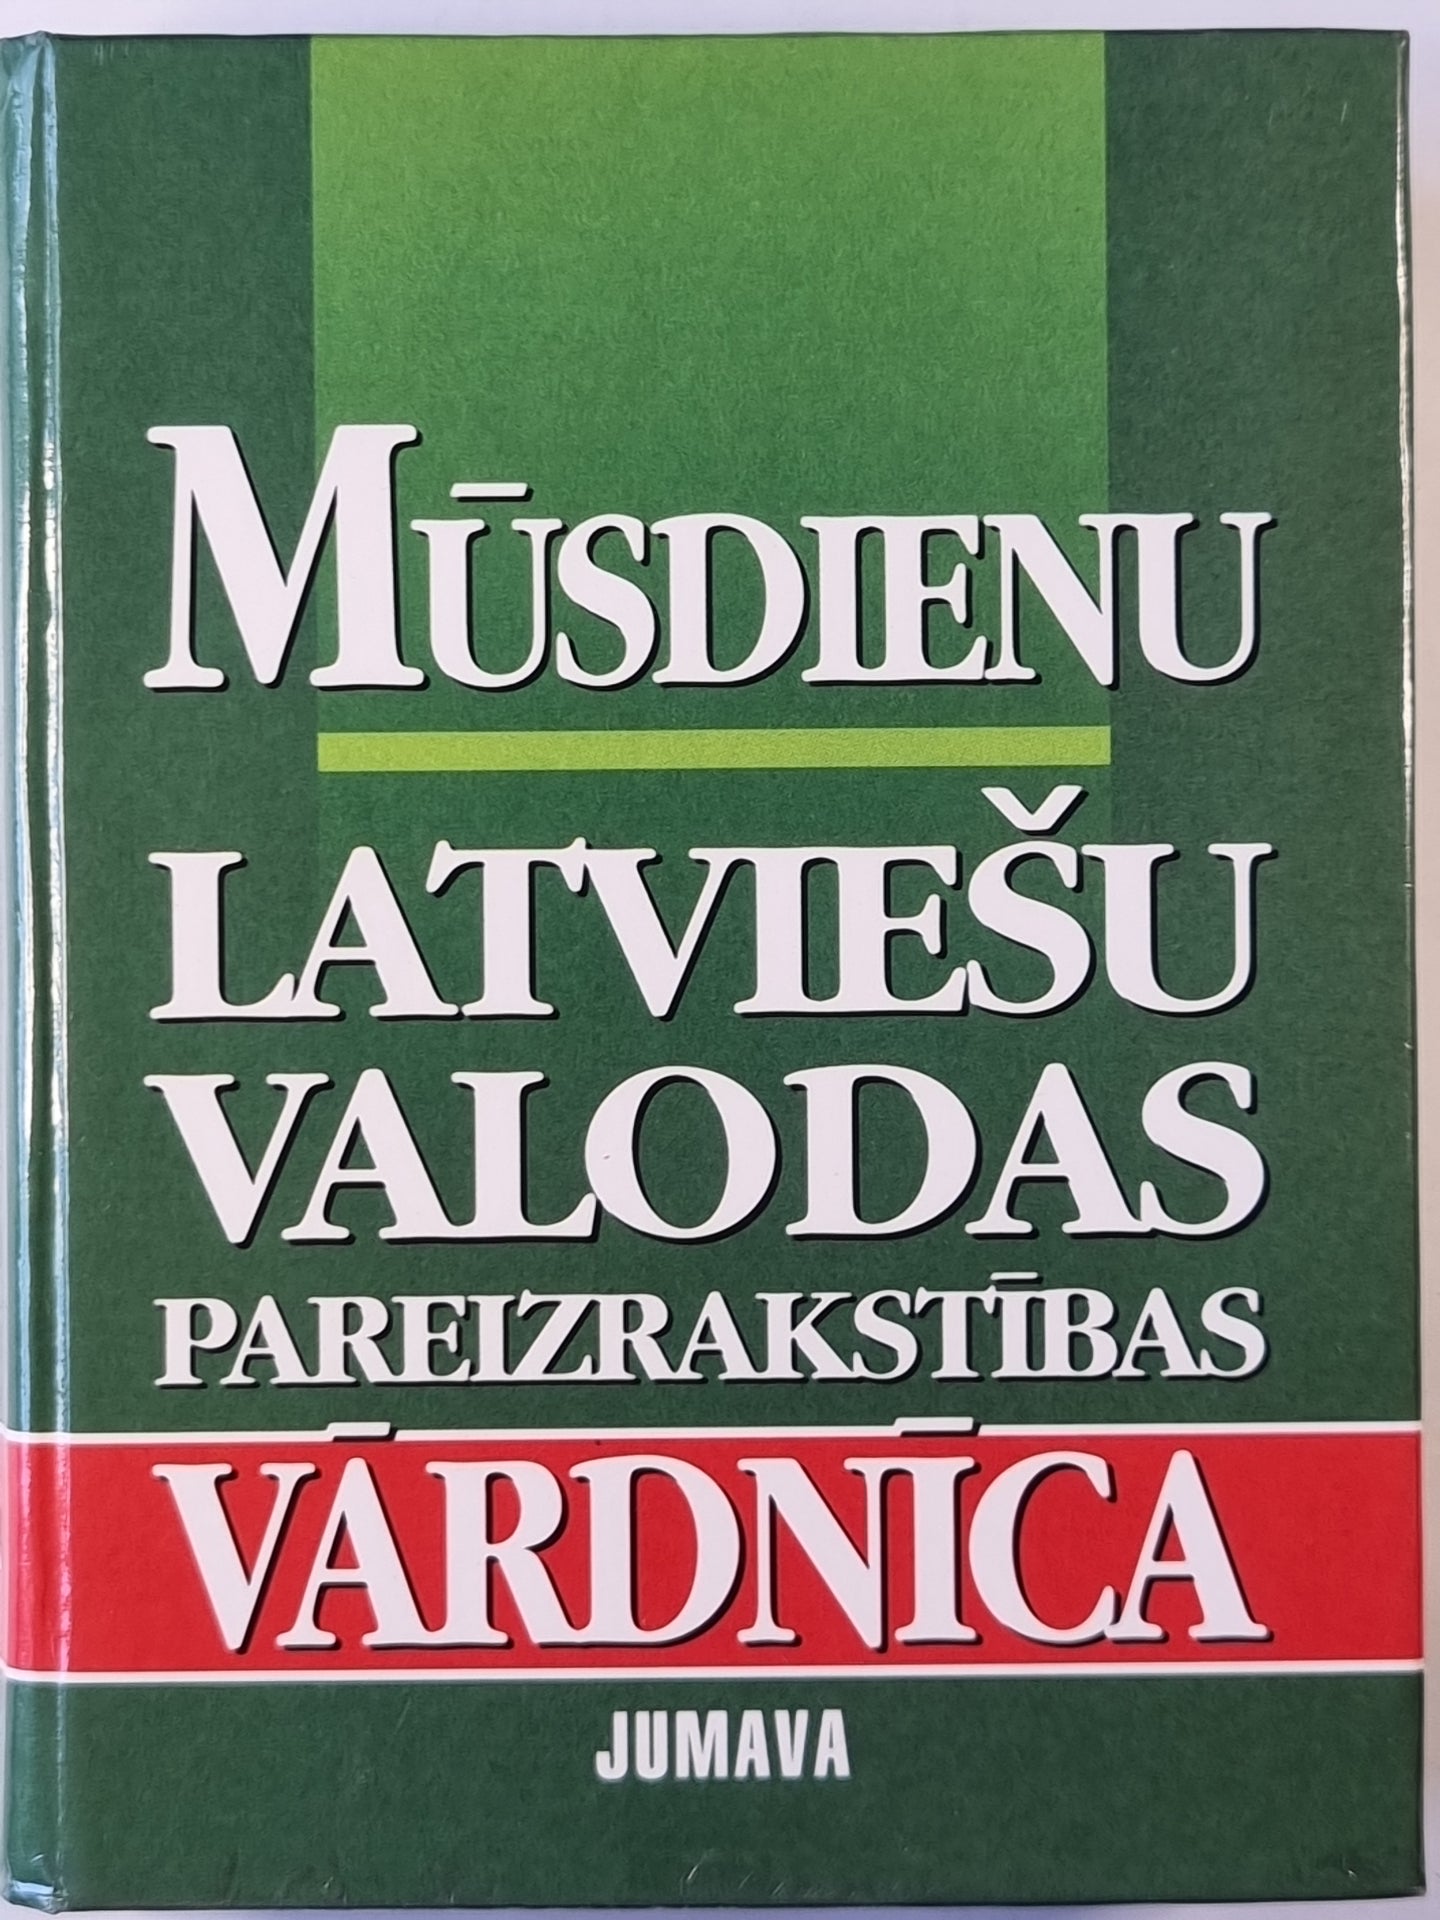 MŪSDIENU
LATVIEŠU
VALODAS
PAREIZRAKSTĪBAS
VĀRDNĪCA
JUMAVA